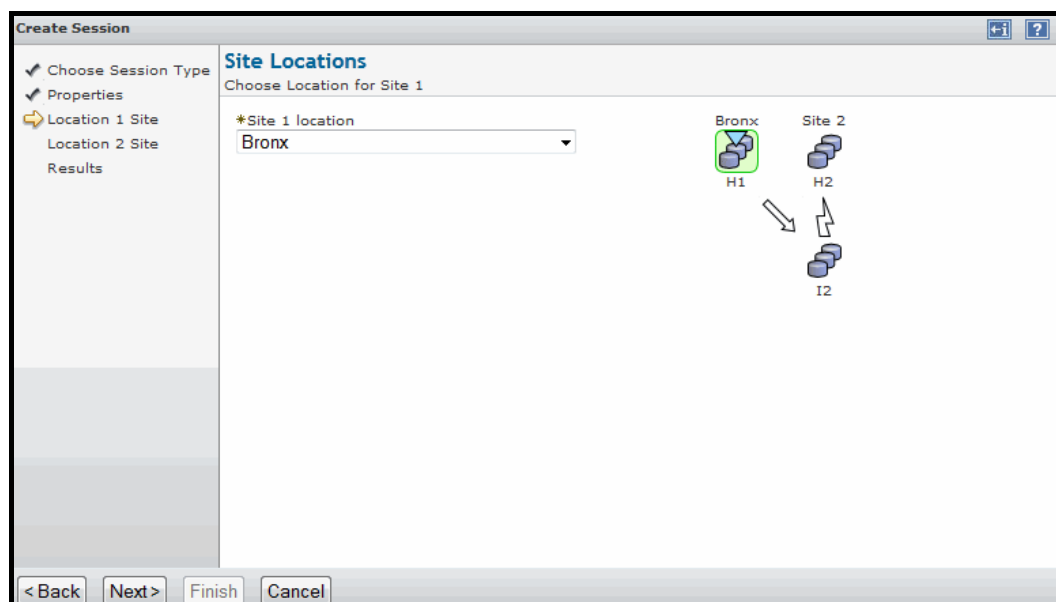 Create Session
?
Choose Session Type
Properties
Location 1 Site
Location 2 Site
Results
Site Locations
Choose Location for Site 1
*Site 1 location
Bronx
Bronx Site 2
H1 H2
I2
< Back Next > Finish Cancel